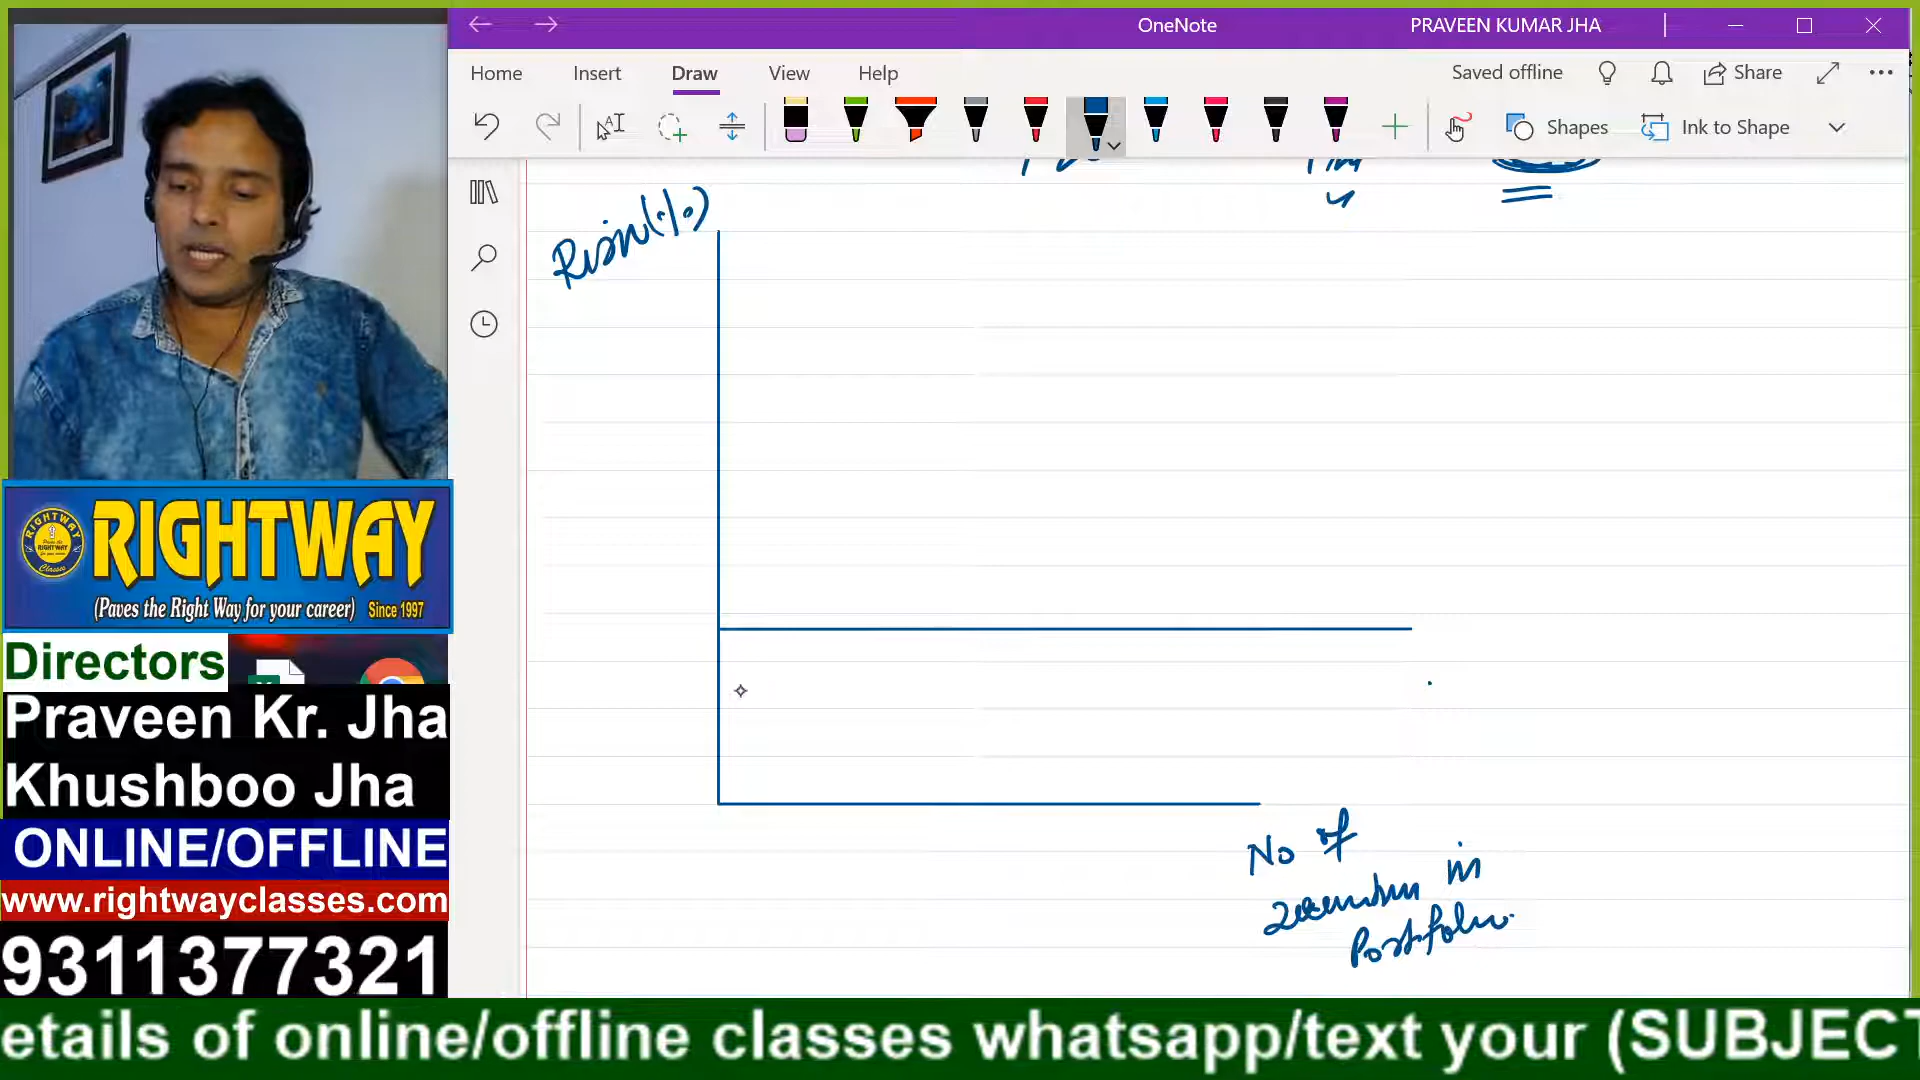 OneNote
PRAVEEN KUMAR JHA
Home
Insert
Draw
View
Help
Saved offline
Share
Shapes
Ink to Shape
Risk(%)
No of
in
Portfolio
RIGHTWAY
Classes
RIGHTWAY
(Paves the Right Way for your career) Since 1997
Directors
Praveen Kr. Jha
Khushboo Jha
ONLINE/OFFLINE
www.rightwayclasses.com
9311377321
etails of online/offline classes whatsapp/text your (SUBJECT